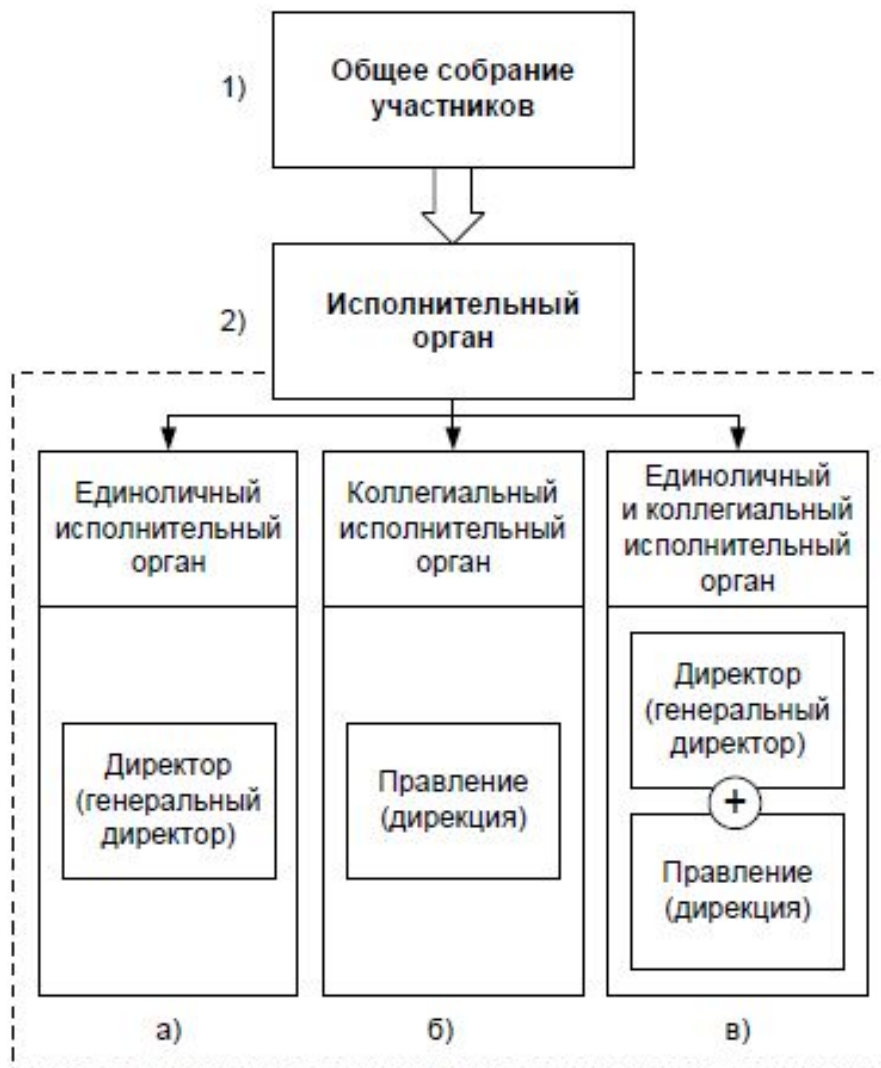 1)
Общее собрание
участников
2)
Исполнительный
орган
Единоличный
исполнительный
орган
Директор
(генеральный
директор)
а)
Коллегиальный
исполнительный
орган
Правление
(дирекция)
б)
Единоличный
и коллегиальный
исполнительный
орган
Директор
(генеральный
директор)
+
Правление
(дирекция)
в)